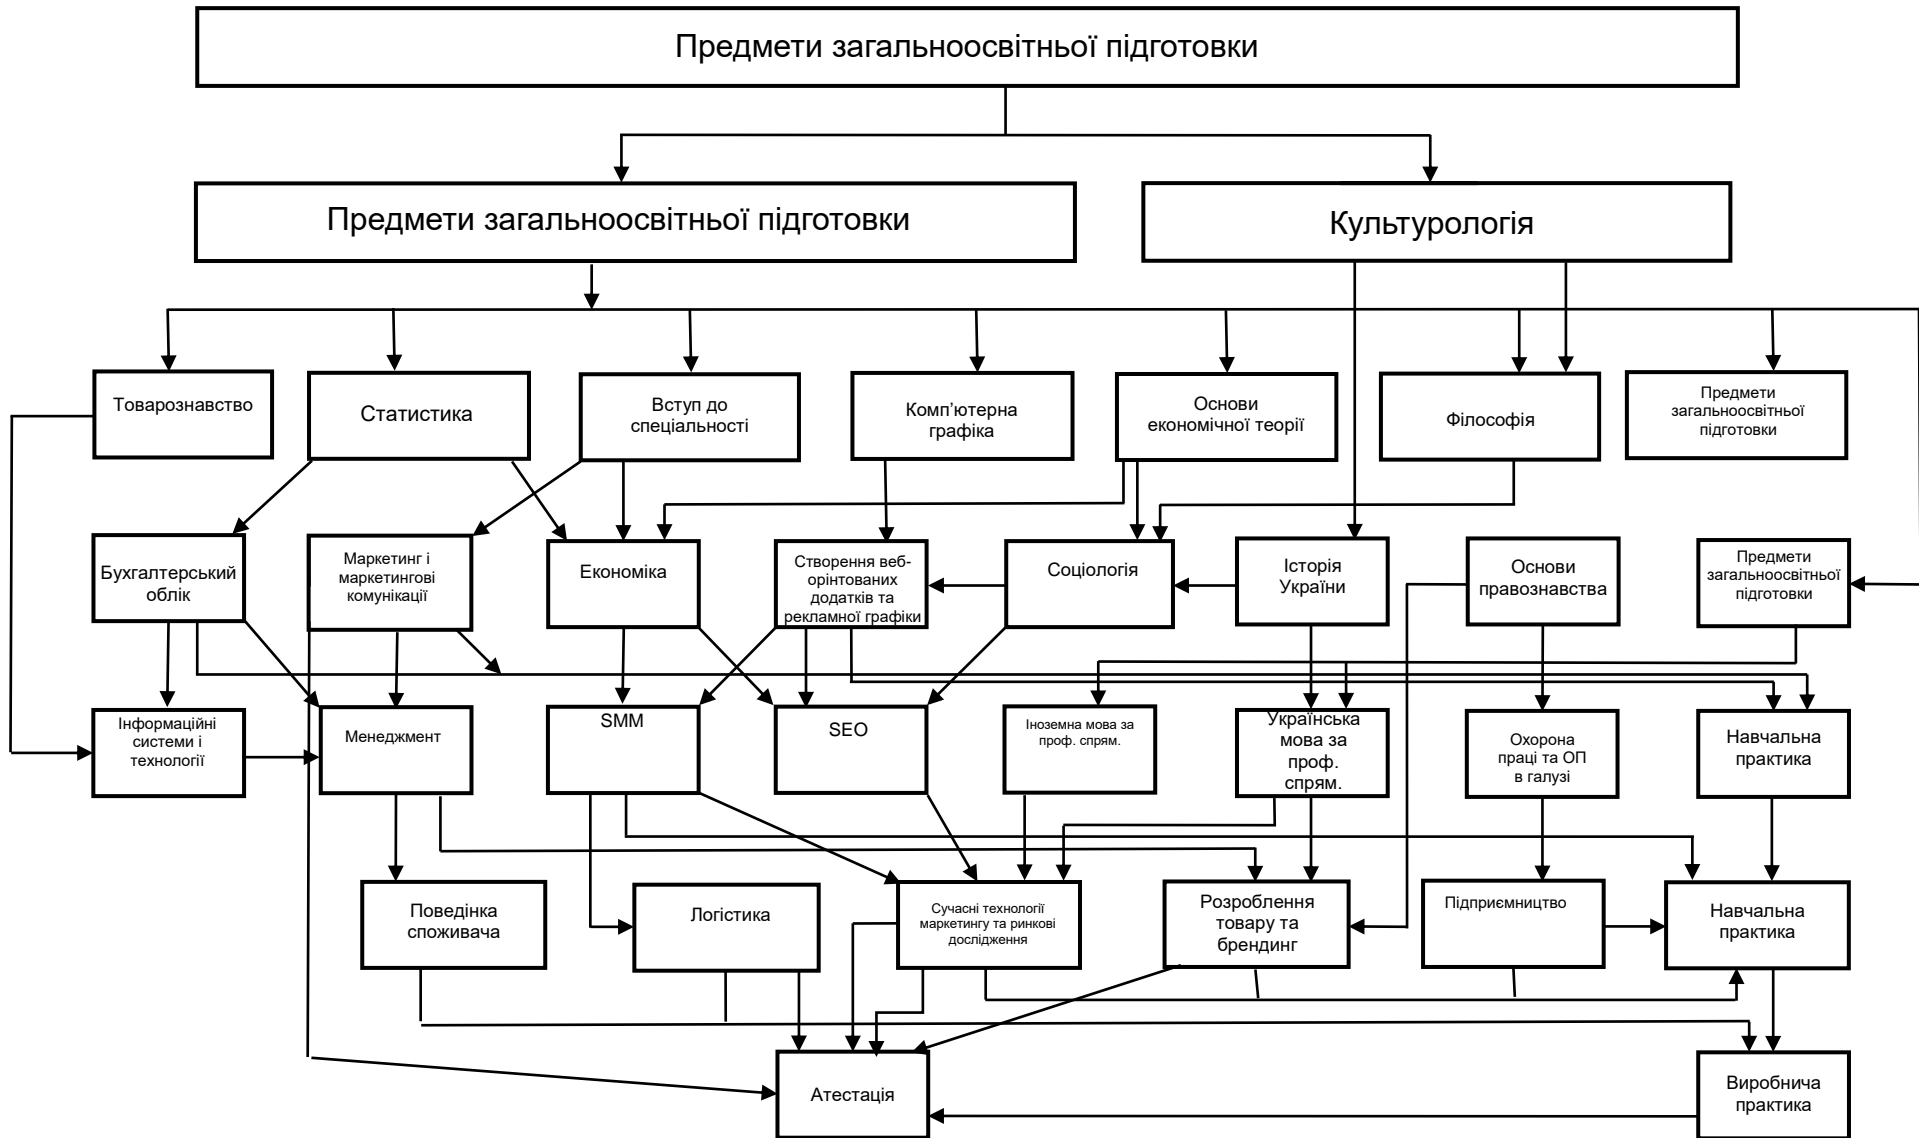 Предмети загальноосвітньої підготовки
Предмети загальноосвітньої підготовки
Культурологія
Товарознавство
Статистика
Вступ до
спеціальності
Комп’ютерна
графіка
Основи
економічної теорії
Філософія
Предмети
загальноосвітньої
підготовки
Бухгалтерський
облік
Маркетинг і
маркетингові
комунікації
Економіка
Створення веб-
орінтованих
додатків та
рекламної графіки
Соціологія
Історія
України
Основи
правознавства
Предмети
загальноосвітньої
підготовки
Інформаційні
системи і
технології
Менеджмент
SMM
SEO
Іноземна мова за
проф. спрям.
Українська
мова за
проф.
спрям.
Охорона
праці та ОП
в галузі
Навчальна
практика
Поведінка
споживача
Логістика
Сучасні технології
маркетингу та ринкові
дослідження
Розроблення
товару та
брендинг
Підприємництво
Навчальна
практика
Атестація
Виробнича
практика